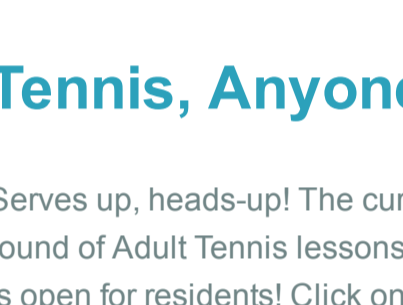 Tennis, Anyon
Serves up, heads-up! The cur
ound of Adult Tennis lessons
s open for residents! Click on